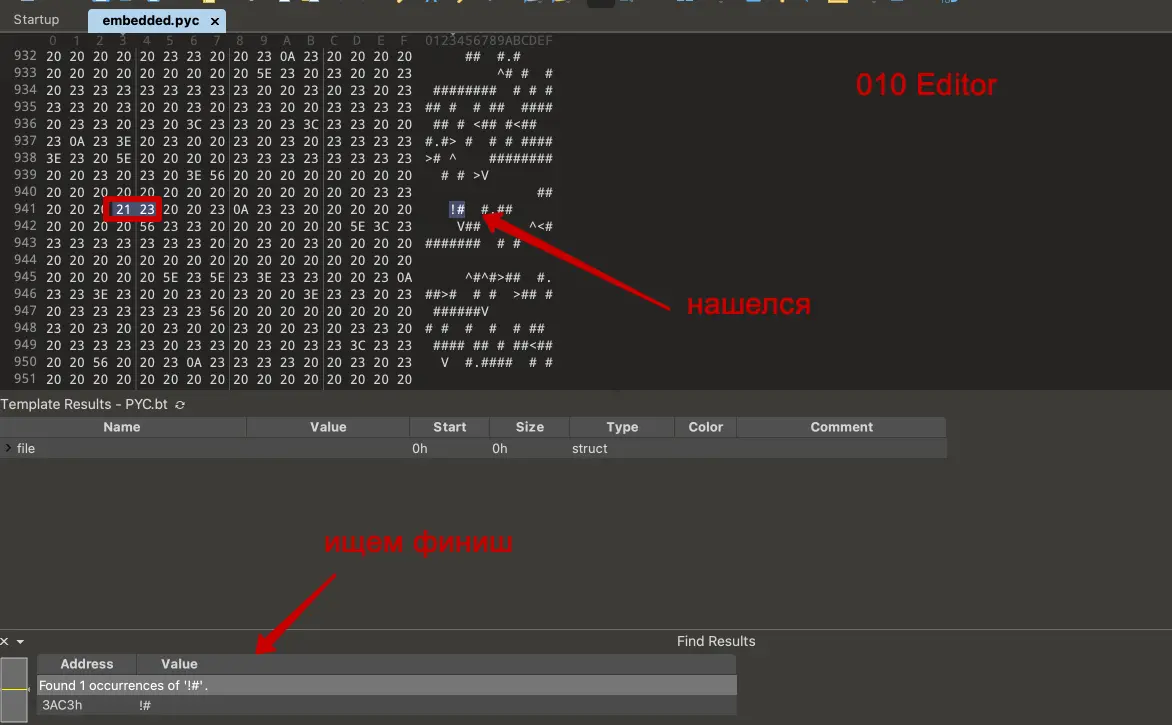 Startup embedded.pyc ×
0 1 2 3 4 5 6 7 8 9 A B C D E F 0123456789ABCDEF
932 20 20 20 20 20 23 23 20 20 23 0A 23 20 20 20 20 ##  #.#
933 20 20 20 20 20 20 20 20 20 5E 23 20 23 20 20 23 ^# #  #
010 Editor
934 20 23 23 23 23 23 23 23 23 20 20 23 20 23 20 23 ########  # # #
935 23 23 20 23 20 20 23 20 23 23 20 20 23 23 23 23 ## #  # ##  ####
936 20 23 23 20 23 20 3C 23 23 20 23 3C 23 23 20 20 ## # <## #<##
937 23 0A 23 3E 20 23 20 20 23 20 23 20 23 23 23 23 #.#> #  # # ####
938 3E 23 20 5E 20 20 20 20 23 23 23 23 23 23 23 23 ># ^    ########
939 20 20 23 20 23 20 3E 56 20 20 20 20 20 20 20 20 # # >V
940 20 20 20 20 20 20 20 20 20 20 20 20 20 20 23 23 ##
941 20 20 20 21 23 20 20 23 0A 23 23 20 20 20 20 20 !#  #.##
942 20 20 20 20 56 23 23 20 20 20 20 20 20 5E 3C 23 V##      ^<#
943 23 23 23 23 23 23 23 20 20 23 20 23 20 20 20 20 #######  # #
944 20 20 20 20 20 20 20 20 20 20 20 20 20 20 20 20
945 20 20 20 20 20 5E 23 5E 23 3E 23 23 20 20 23 0A ^#^#>##  #.
946 23 23 3E 23 20 20 23 20 23 20 20 3E 23 23 20 23 ##>#  # #  >## #
нашелся
947 20 23 23 23 23 23 23 56 20 20 20 20 20 20 20 20 ######V
948 23 20 23 20 20 23 20 20 23 20 20 23 20 23 23 20 # #  #  #  # ##
949 20 23 23 23 23 20 23 23 20 23 20 23 23 3C 23 23 #### ## # ##<##
950 20 20 56 20 20 23 0A 23 23 23 23 20 20 23 20 23 V  #.####  # #
951 20 20 20 20 20 20 20 20 20 20 20 20 20 20 20 20
Template Results - PYC.bt
Name Value Start Size Type Color Comment
file 0h 0h struct
ищем финиш
Find Results
Address Value
Found 1 occurrences of '!#'.
3AC3h !#